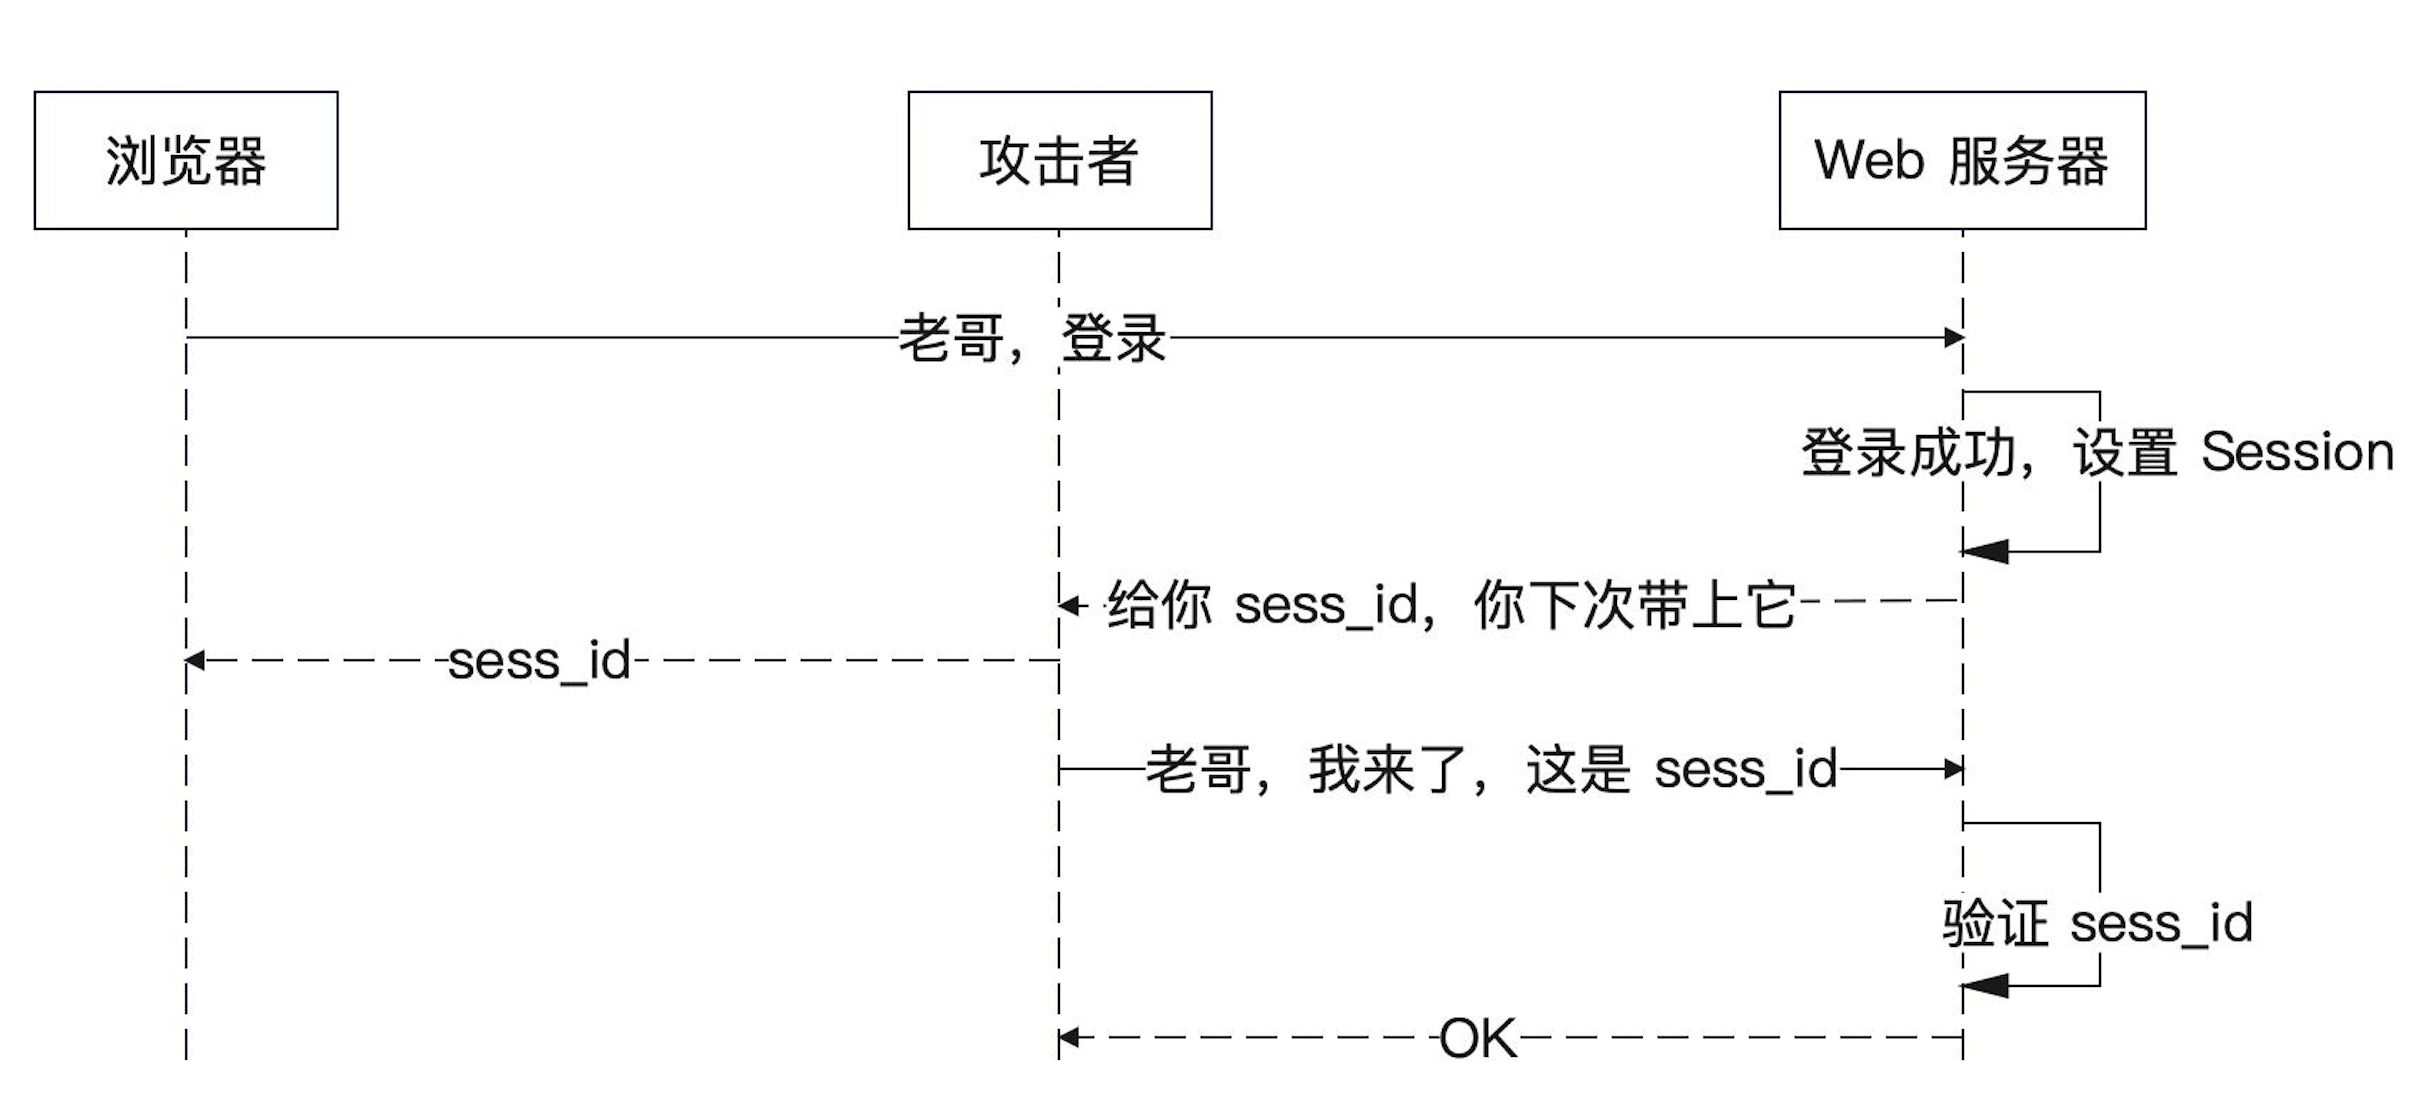 浏览器
攻击者
Web 服务器
老哥，登录
登录成功，设置 Session
给你 sess_id，你下次带上它
sess_id
老哥，我来了，这是 sess_id
验证 sess_id
OK